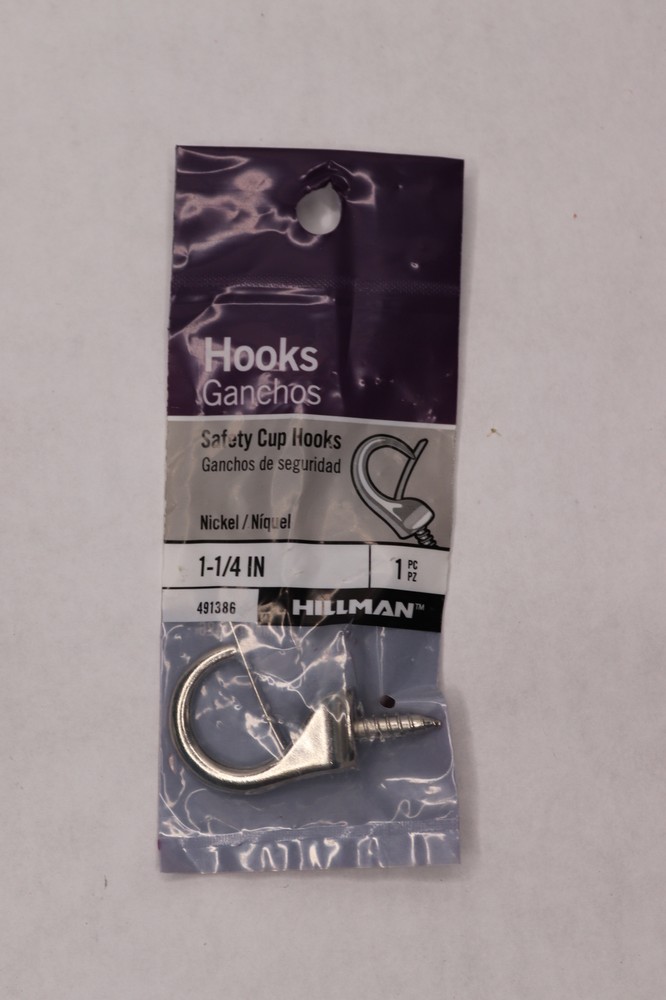 Hooks
Ganchos
Safety Cup Hooks
Ganchos de seguridad
Nickel / Níquel
1-1/4 IN
1 PC
PZ
491386
HILLMAN™